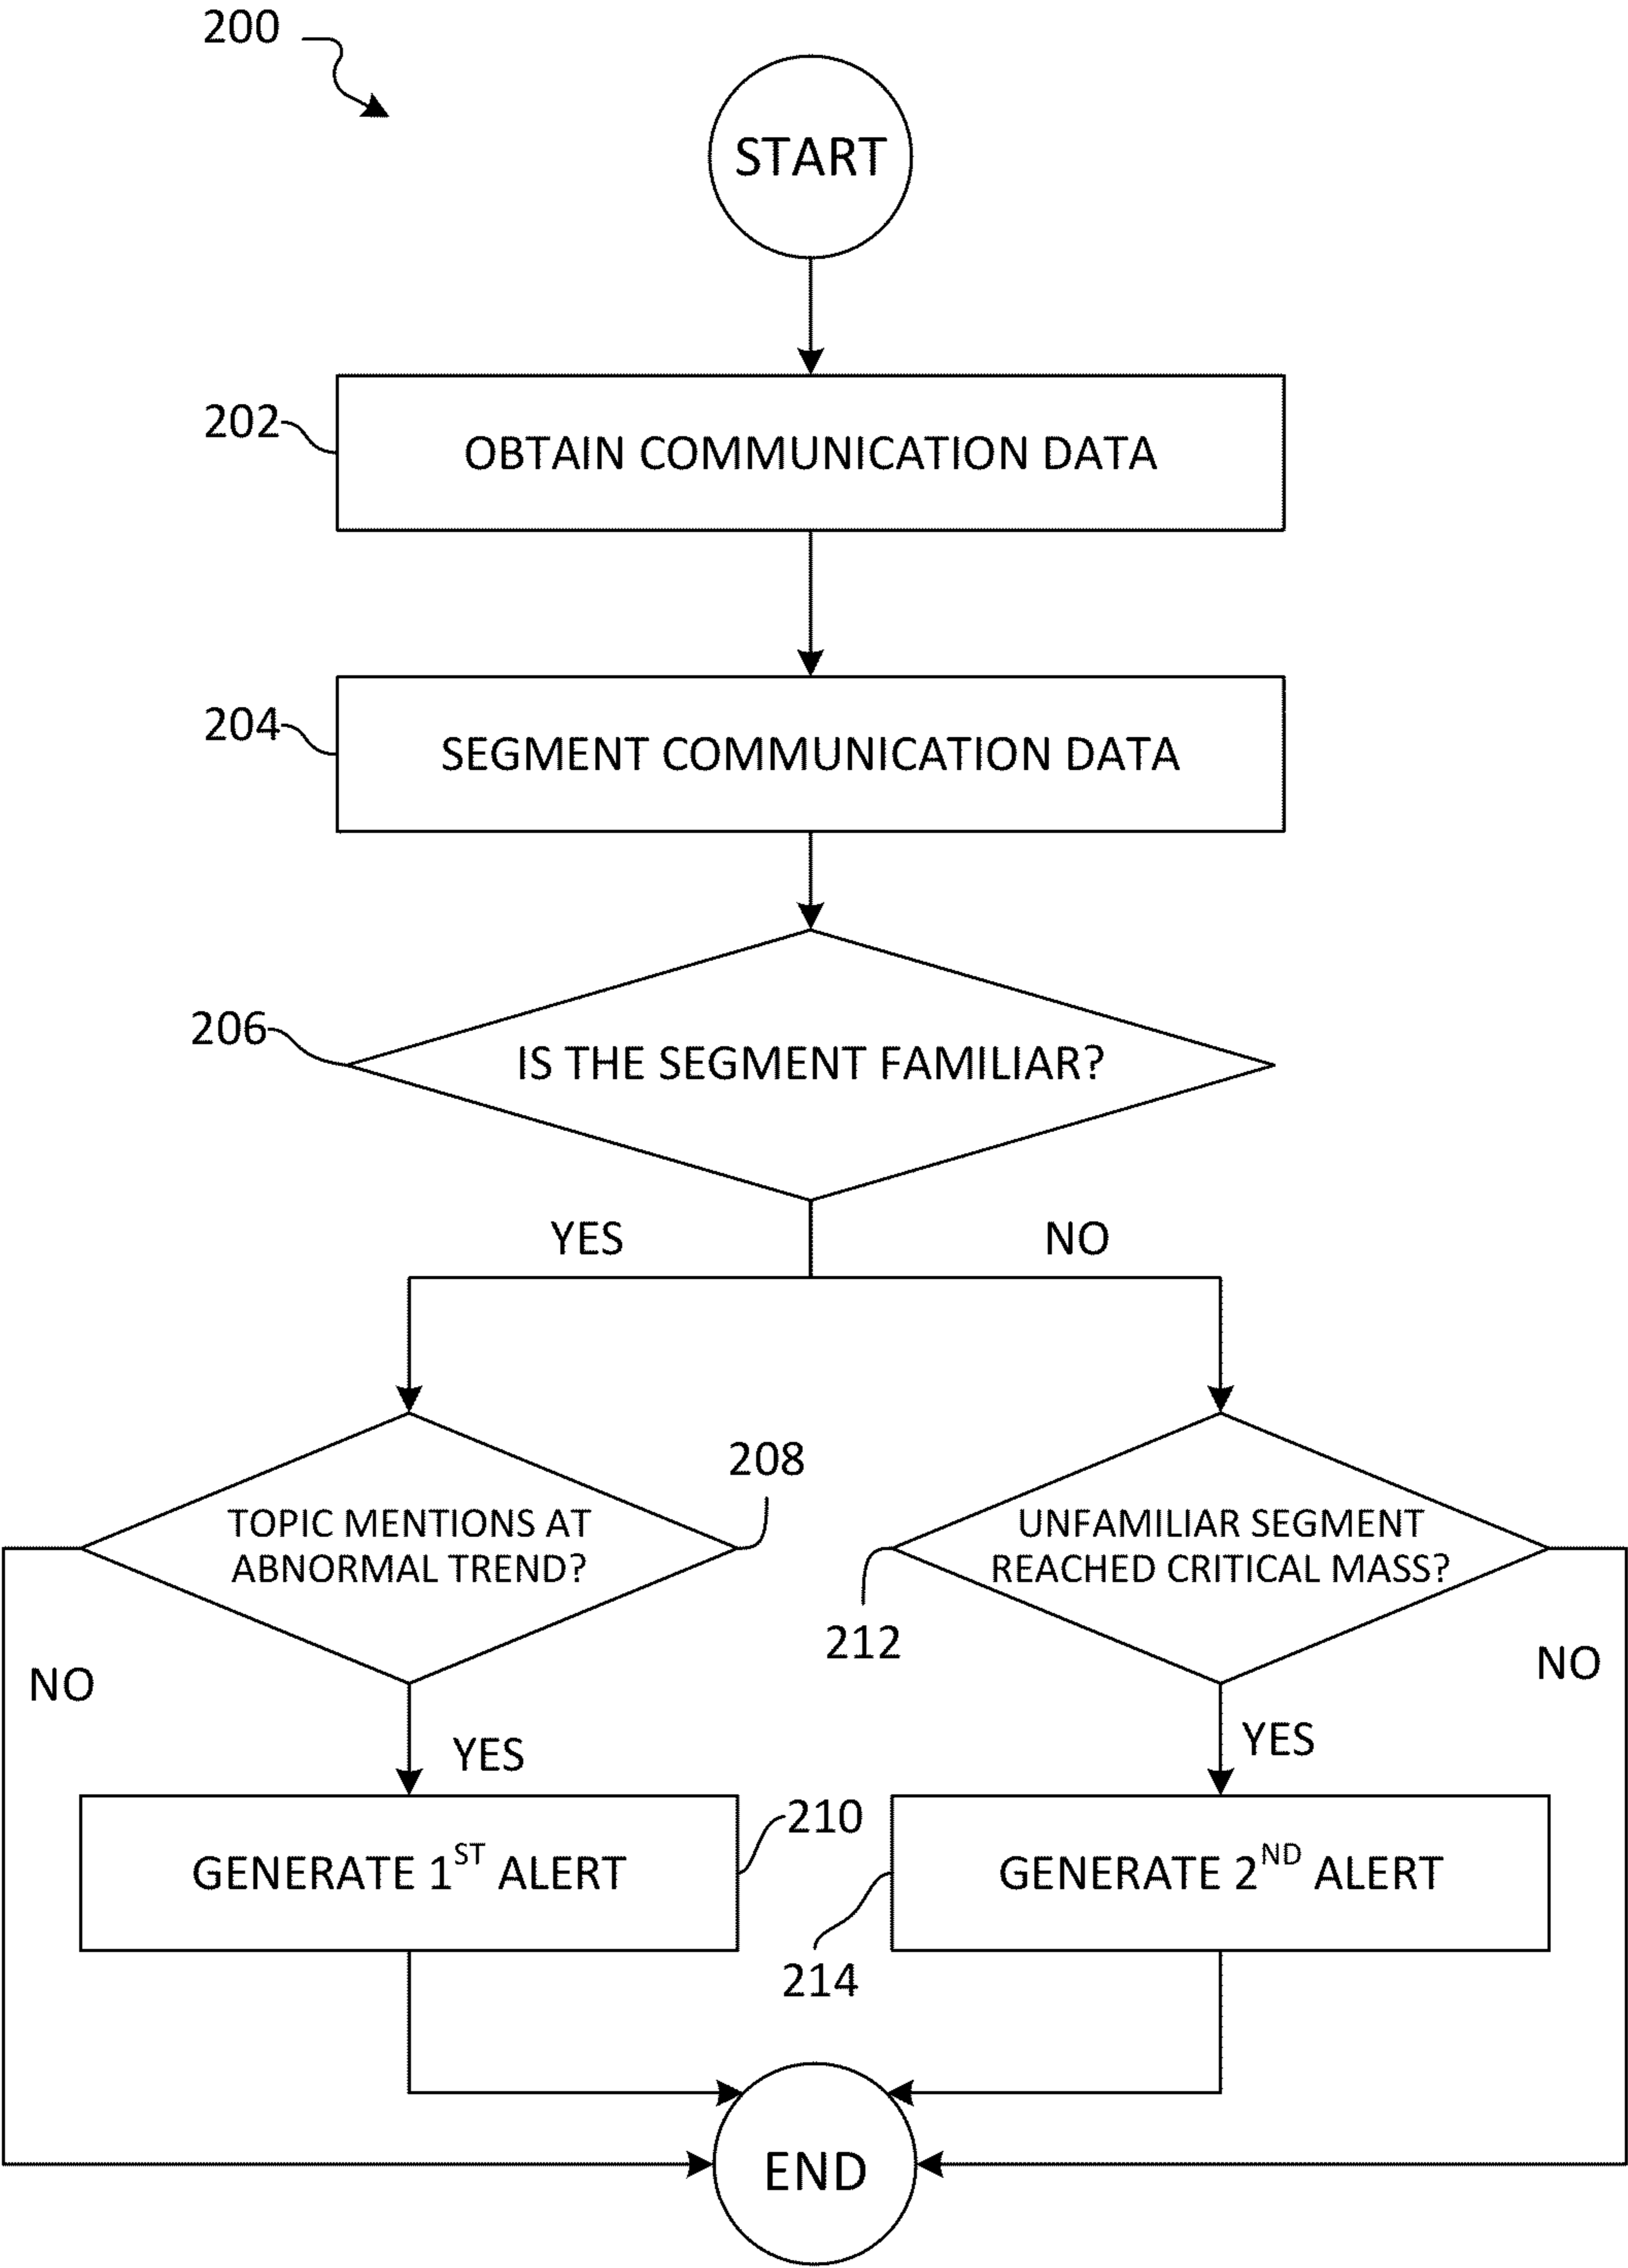 200
START
202
OBTAIN COMMUNICATION DATA
204
SEGMENT COMMUNICATION DATA
206
IS THE SEGMENT FAMILIAR?
YES
NO
208
TOPIC MENTIONS AT
ABNORMAL TREND?
UNFAMILIAR SEGMENT
REACHED CRITICAL MASS?
212
NO
NO
YES
YES
210
GENERATE 1ST ALERT
GENERATE 2ND ALERT
214
END